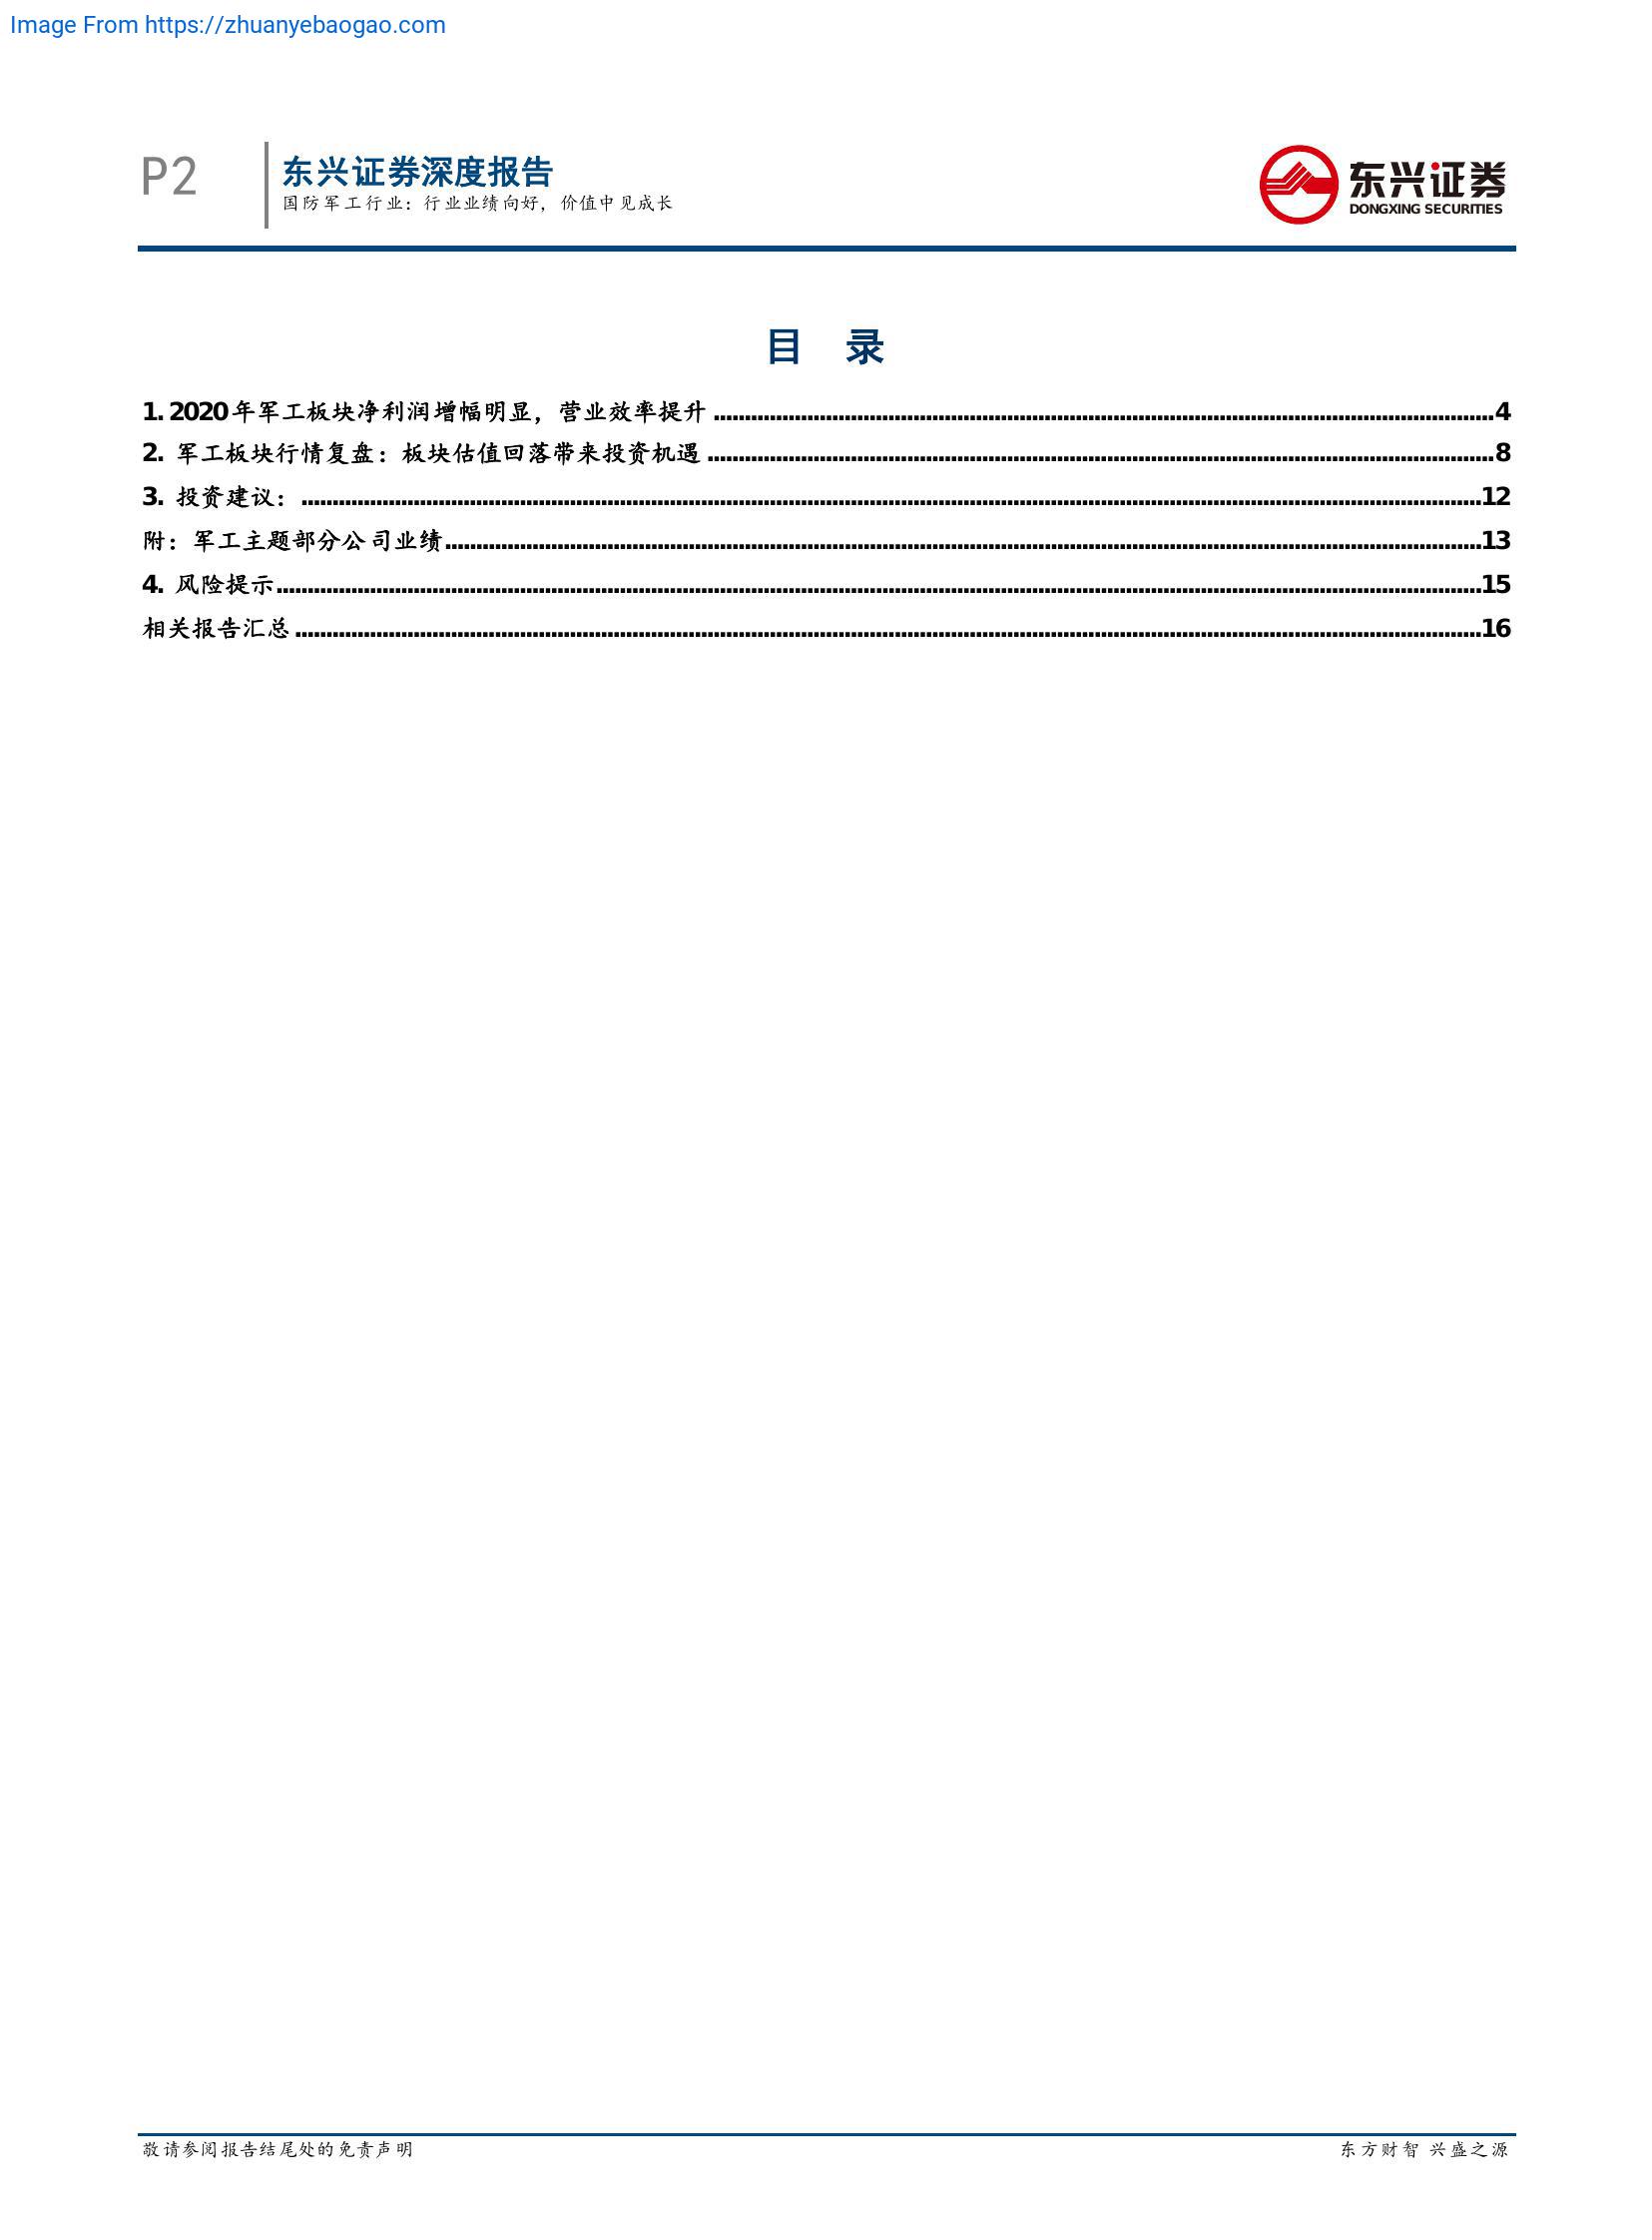 Image From https://zhuanyebaogao.com
P2
东兴证券深度报告
国防军工行业：行业业绩向好，价值中见成长
东兴证券
DONGXING SECURITIES
目 录
1. 2020年军工板块净利润增幅明显，营业效率提升 ........ 4
2. 军工板块行情复盘：板块估值回落带来投资机遇 ........ 8
3. 投资建议： ........ 12
附：军工主题部分公司业绩 ........ 13
4. 风险提示 ........ 15
相关报告汇总 ........ 16
敬请参阅报告结尾处的免责声明
东方财智 兴盛之源